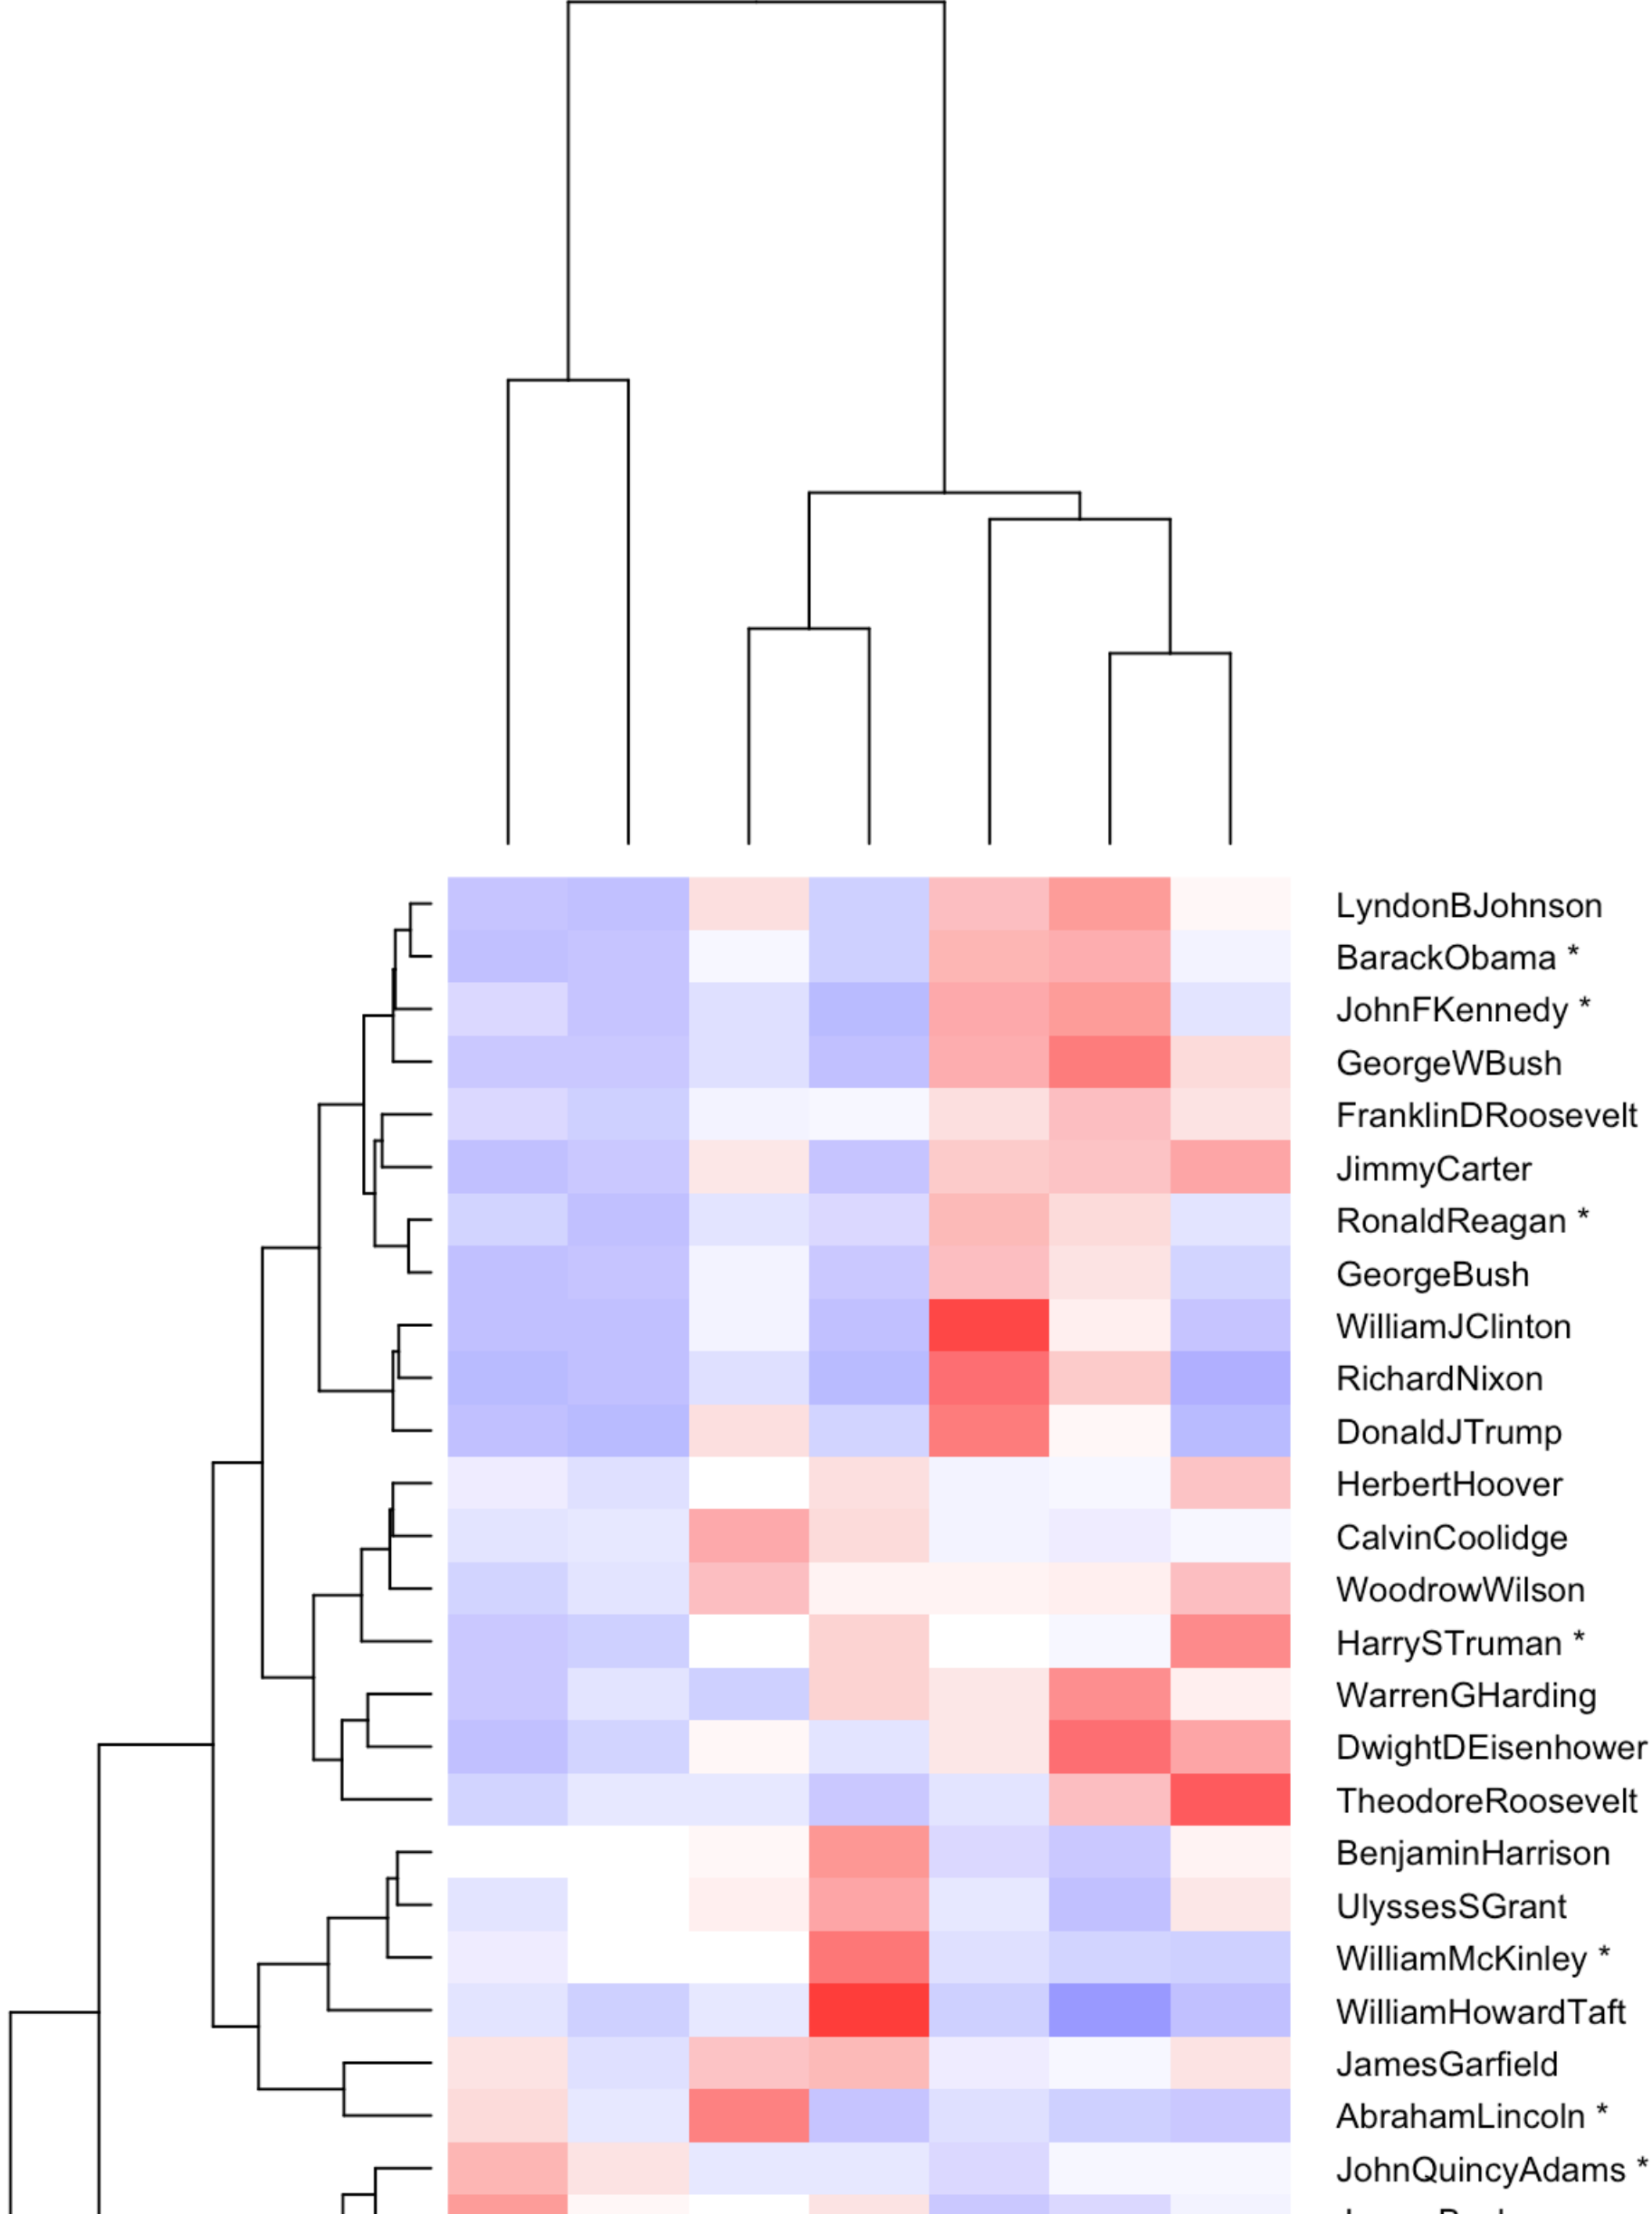 LyndonBJohnson
BarackObama *
JohnFKennedy *
GeorgeWBush
FranklinDRoosevelt
JimmyCarter
RonaldReagan *
GeorgeBush
WilliamJClinton
RichardNixon
DonaldJTrump
HerbertHoover
CalvinCoolidge
WoodrowWilson
HarrySTruman *
WarrenGHarding
DwightDEisenhower
TheodoreRoosevelt
BenjaminHarrison
UlyssesSGrant
WilliamMcKinley *
WilliamHowardTaft
JamesGarfield
AbrahamLincoln *
JohnQuincyAdams *